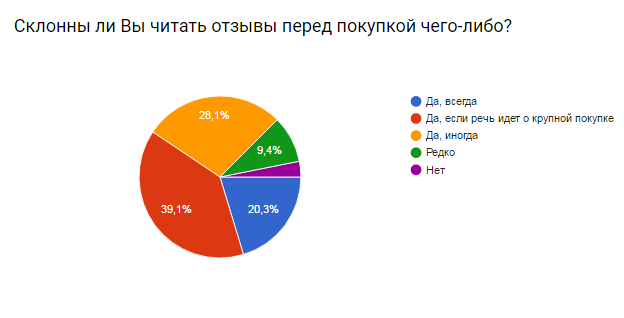 Склонны ли Вы читать отзывы перед покупкой чего-либо?
28,1%
9,4%
39,1%
20,3%
Да, всегда
Да, если речь идет о крупной покупке
Да, иногда
Редко
Нет